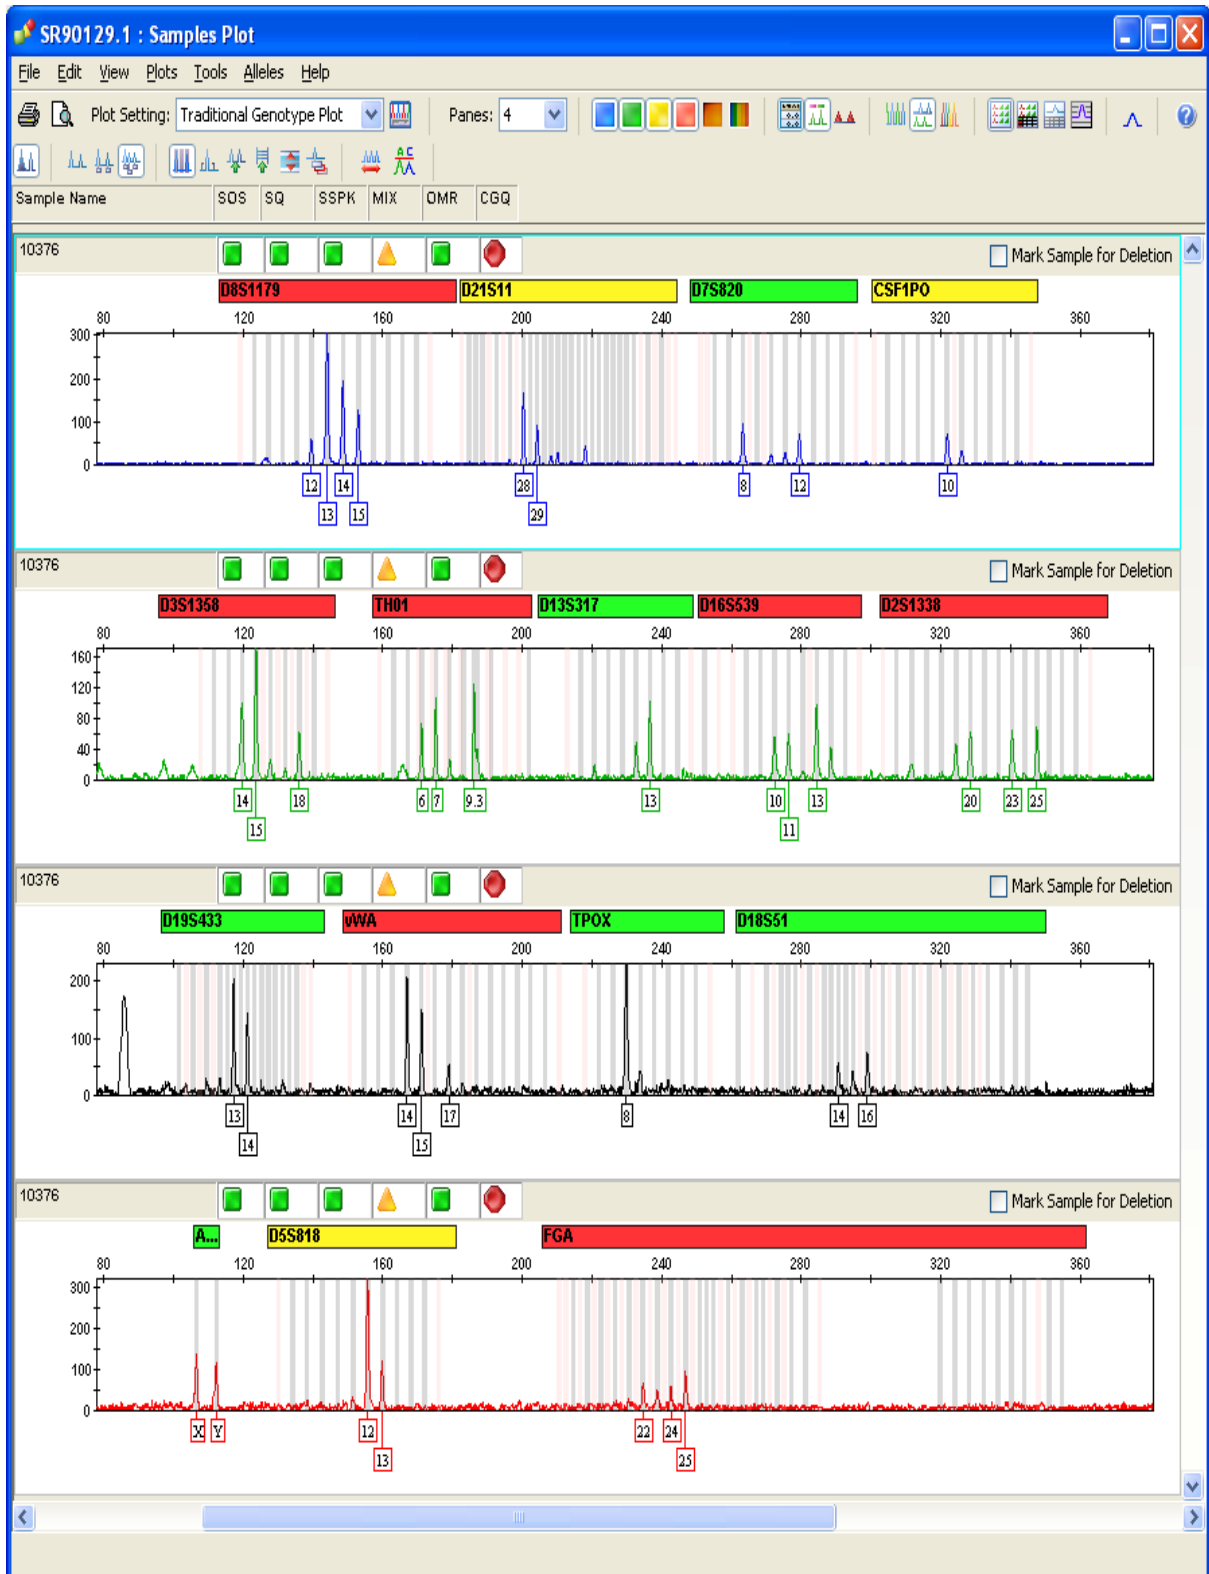 SR90129.1 : Samples Plot
File Edit View Plots Tools Alleles Help
Plot Setting: Traditional Genotype Plot Panes: 4
Sample Name SOS SQ SSPK MIX OMR CGQ
10376 Mark Sample for Deletion
D8S1179 D21S11 D7S820 CSF1PO
80 120 160 200 240 280 320 360
300
200
100
0
12 14 28 8 12 10
13 15 29
10376 Mark Sample for Deletion
D3S1358 TH01 D13S317 D16S539 D2S1338
80 120 160 200 240 280 320 360
160
120
80
40
0
14 18 6 7 9.3 13 10 13 20 23 25
15 11
10376 Mark Sample for Deletion
D19S433 vWA TPOX D18S51
80 120 160 200 240 280 320 360
200
100
0
13 14 17 8 14 16
14 15
10376 Mark Sample for Deletion
A... D5S818 FGA
80 120 160 200 240 280 320 360
300
200
100
0
X Y 12 22 24
13 25